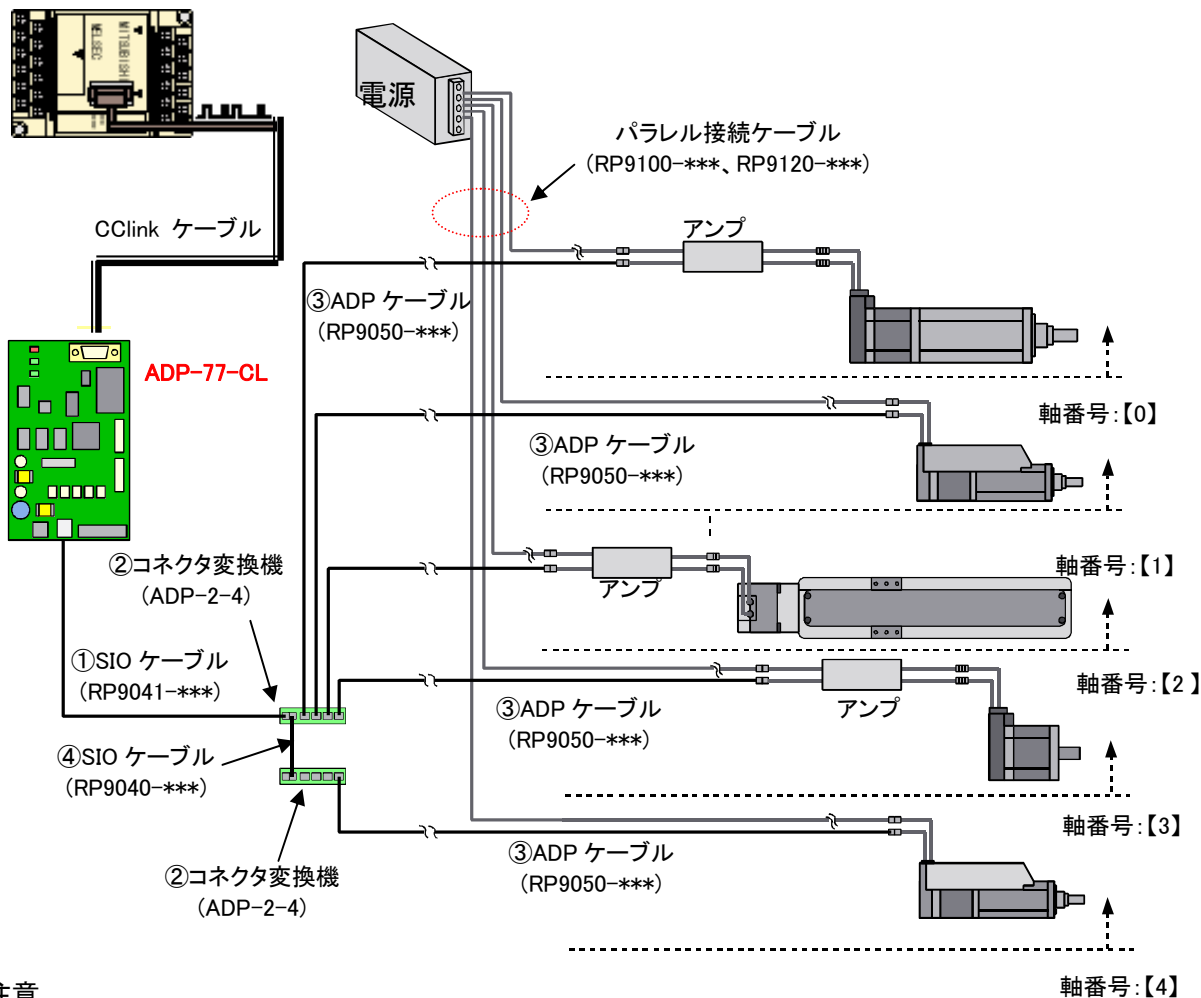 MITSUBISHI
MELSEC
電源
パラレル接続ケーブル
(RP9100-***、RP9120-***)
CClink ケーブル
アンプ
③ADP ケーブル
(RP9050-***)
ADP-77-CL
軸番号:【0】
③ADP ケーブル
(RP9050-***)
②コネクタ変換機
(ADP-2-4)
アンプ
軸番号:【1】
①SIO ケーブル
(RP9041-***)
軸番号:【2 】
③ADP ケーブル
(RP9050-***)
アンプ
④SIO ケーブル
(RP9040-***)
軸番号:【3】
③ADP ケーブル
(RP9050-***)
②コネクタ変換機
(ADP-2-4)
軸番号:【4】
注意